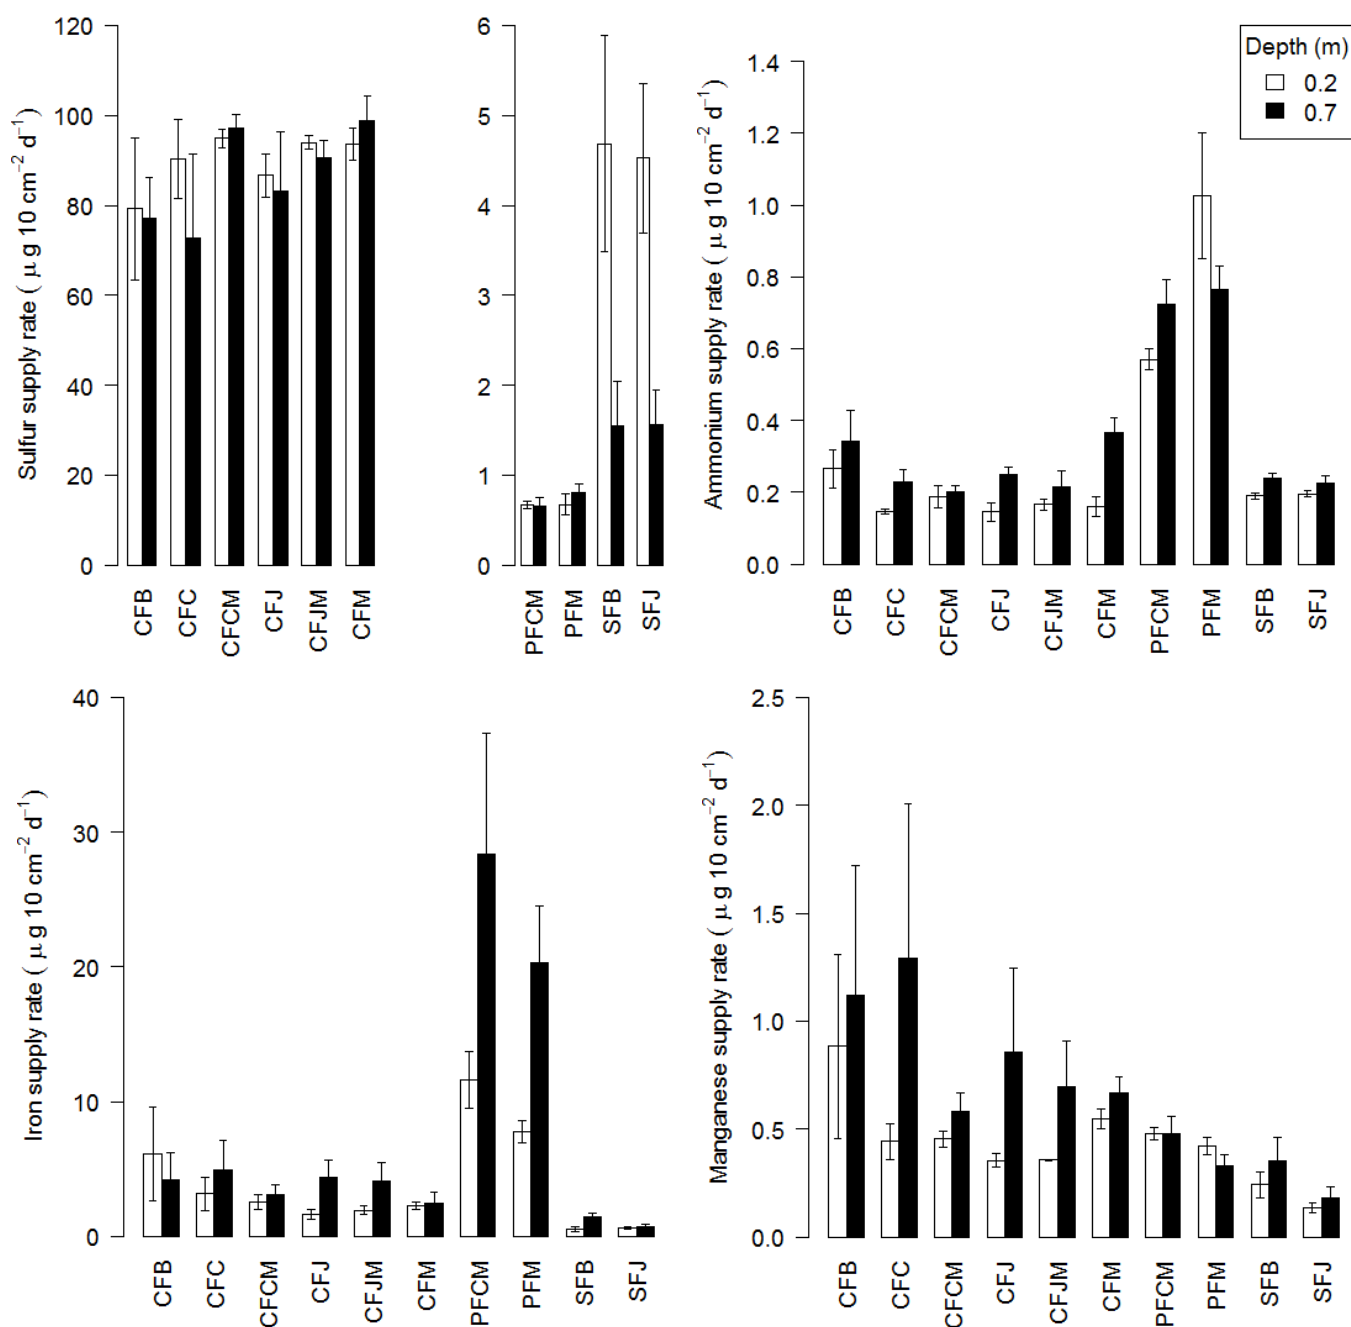 Sulfur supply rate ( μ g 10 cm⁻² d⁻¹)
120
100
80
60
40
20
0
CFB
CFC
CFCM
CFJ
CFJM
CFM
6
5
4
3
2
1
0
PFCM
PFM
SFB
SFJ
Ammonium supply rate ( μ g 10 cm⁻² d⁻¹)
1.4
1.2
1.0
0.8
0.6
0.4
0.2
0.0
CFB
CFC
CFCM
CFJ
CFJM
CFM
PFCM
PFM
SFB
SFJ
Depth (m)
0.2
0.7
Iron supply rate ( μ g 10 cm⁻² d⁻¹)
40
30
20
10
0
CFB
CFC
CFCM
CFJ
CFJM
CFM
PFCM
PFM
SFB
SFJ
Manganese supply rate ( μ g 10 cm⁻² d⁻¹)
2.5
2.0
1.5
1.0
0.5
0.0
CFB
CFC
CFCM
CFJ
CFJM
CFM
PFCM
PFM
SFB
SFJ